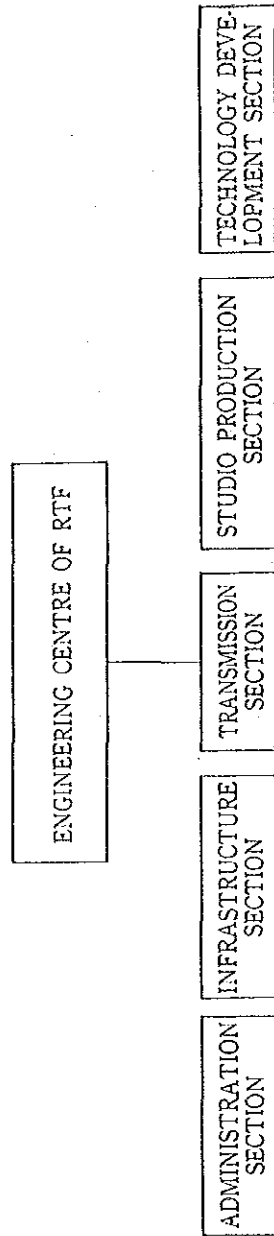 ENGINEERING CENTRE OF RTF
ADMINISTRATION
SECTION
INFRASTRUCTURE
SECTION
TRANSMISSION
SECTION
STUDIO PRODUCTION
SECTION
TECHNOLOGY DEVE-
LOPMENT SECTION